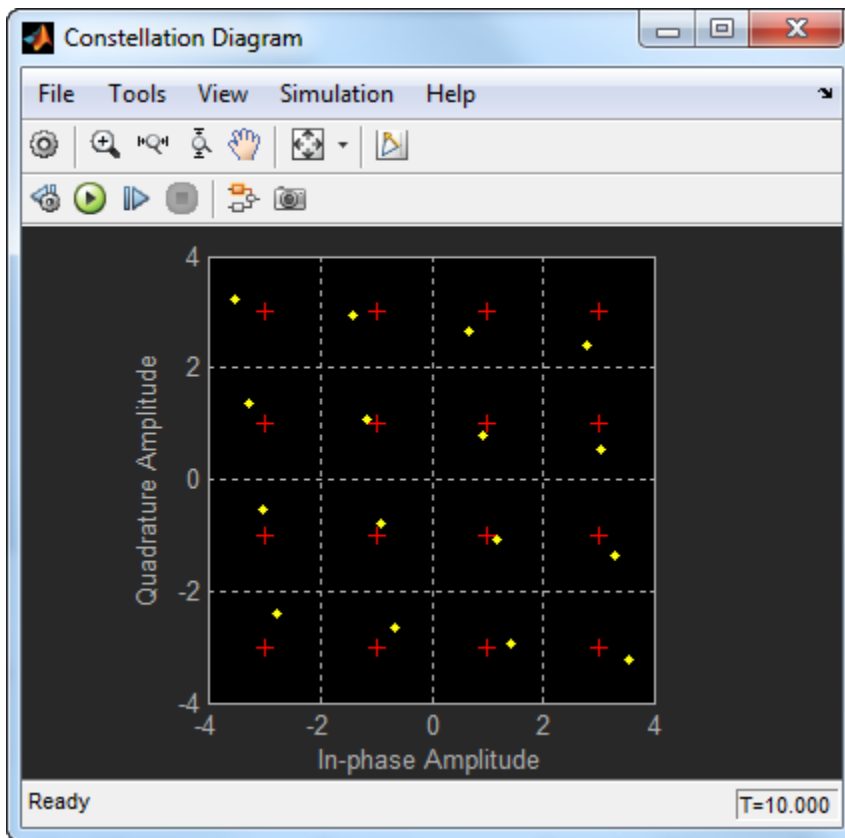 Constellation Diagram
File Tools View Simulation Help
4
2
0
-2
-4
Quadrature Amplitude
-4 -2 0 2 4
In-phase Amplitude
Ready T=10.000